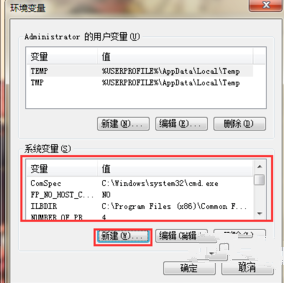 环境变量
Administrator 的用户变量(U)
变量 值
TEMP %USERPROFILE%\AppData\Local\Temp
TMP %USERPROFILE%\AppData\Local\Temp
新建(N)... 编辑(E)... 删除(D)
系统变量(S)
变量 值
ComSpec C:\Windows\system32\cmd.exe
FP_NO_HOST_C... NO
ILBDIR C:\Program Files (x86)\Common F...
NUMBER_OF_PR 4
新建(W)... 编辑
确定 取消